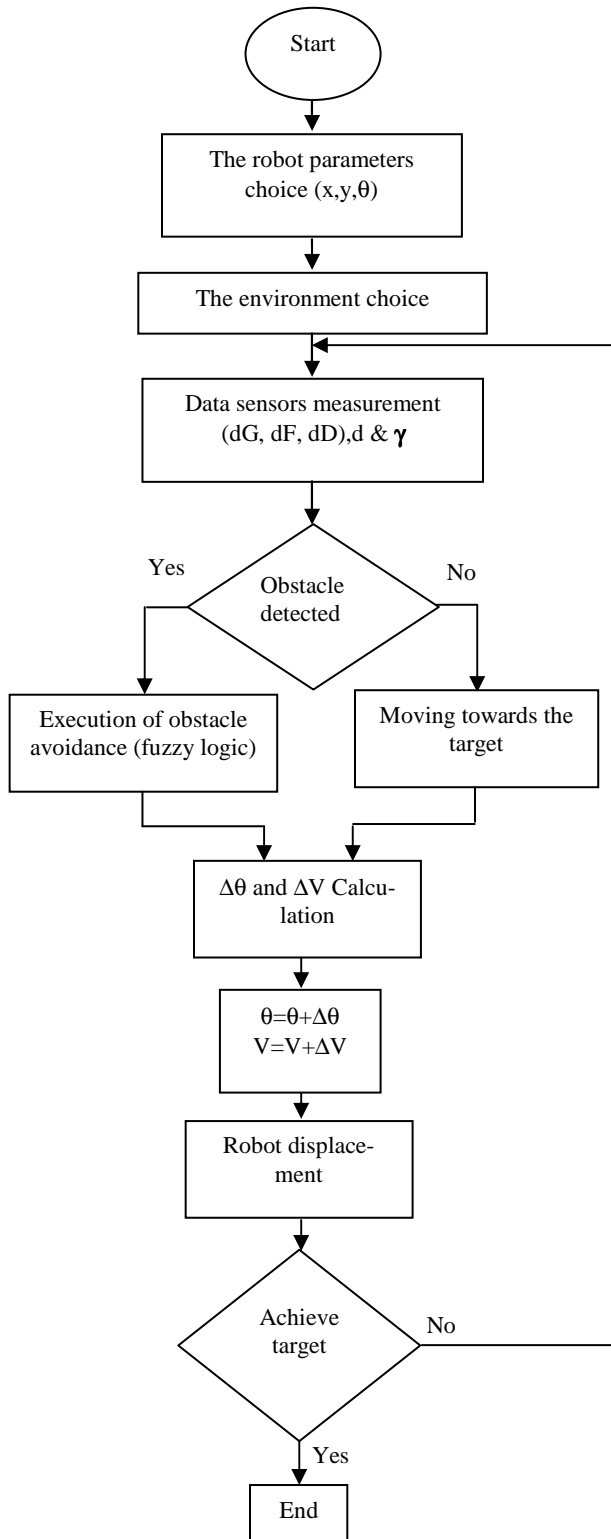 Start
The robot parameters
choice (x,y,θ)
The environment choice
Data sensors measurement
(dG, dF, dD),d & γ
Yes
No
Obstacle
detected
Execution of obstacle
avoidance (fuzzy logic)
Moving towards the
target
Δθ and ΔV Calcu-
lation
θ=θ+Δθ
V=V+ΔV
Robot displace-
ment
Achieve
target
No
Yes
End